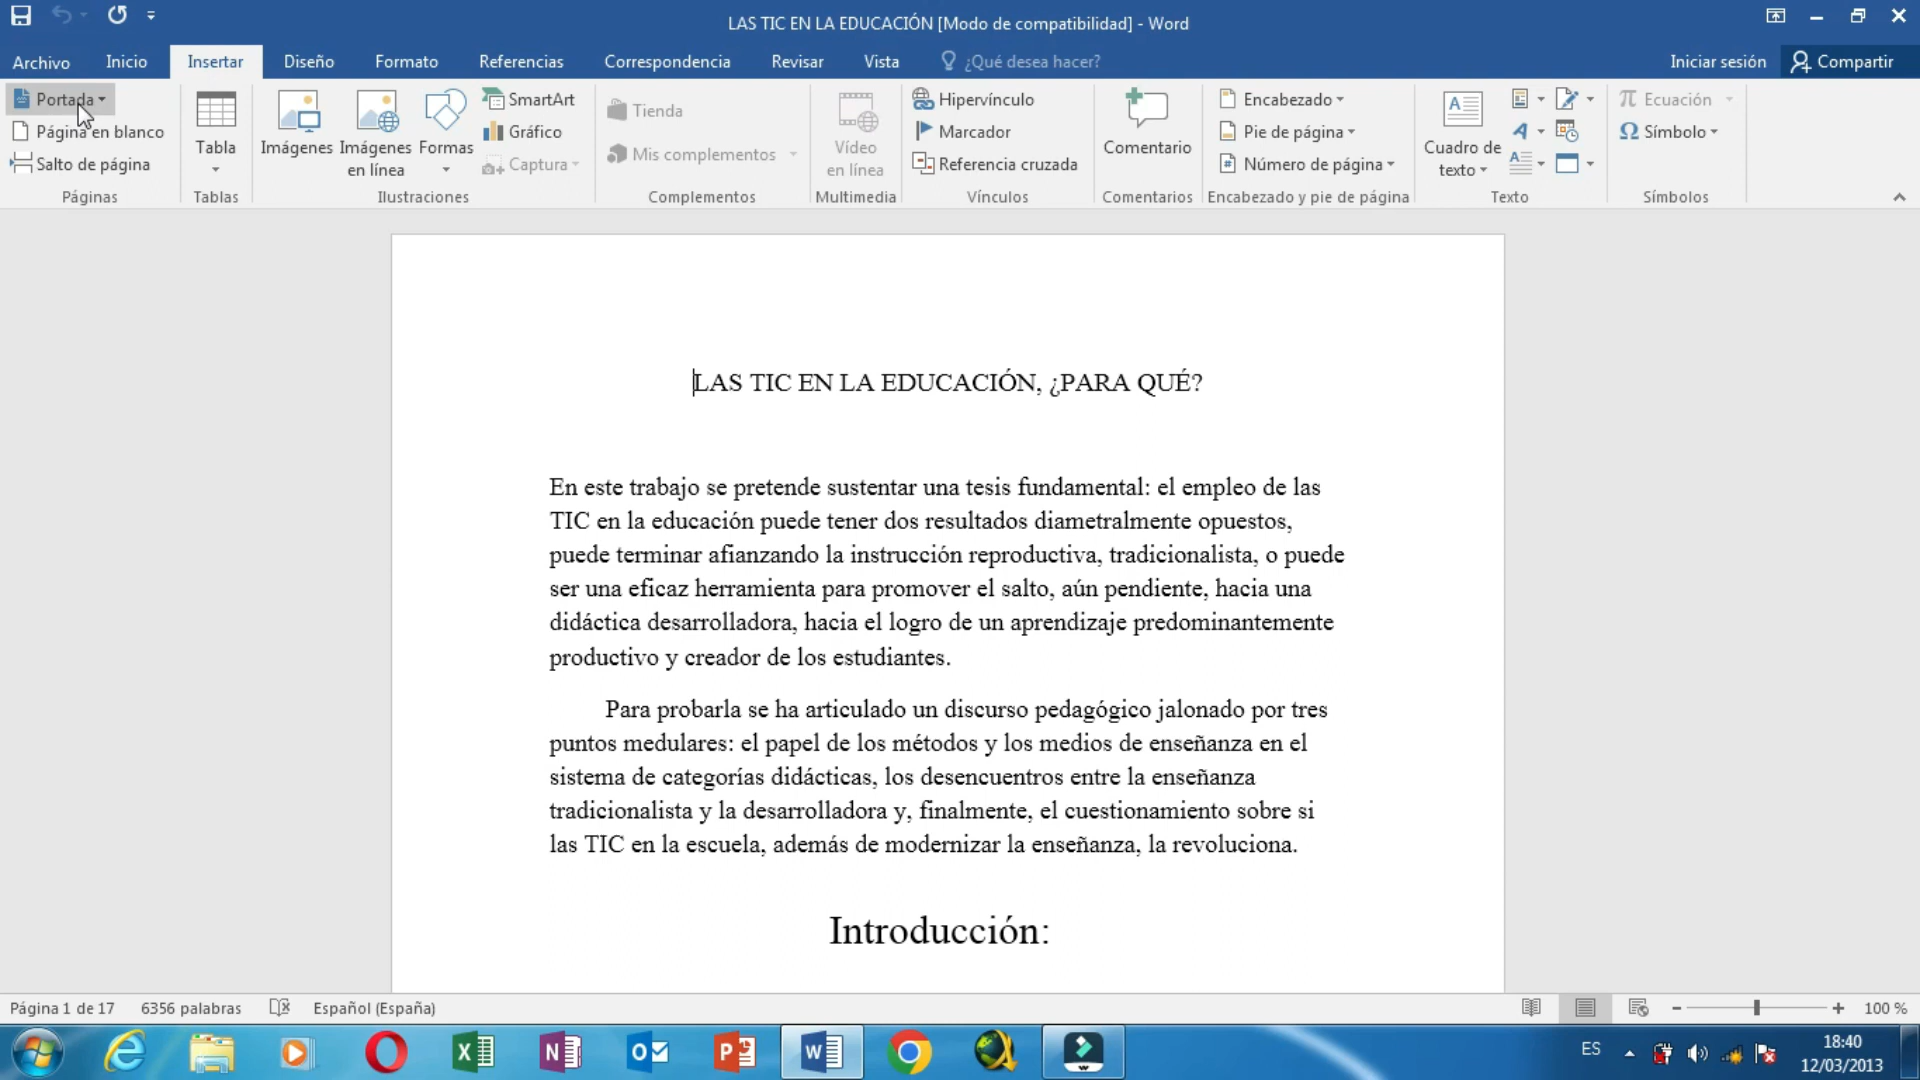 LAS TIC EN LA EDUCACIÓN [Modo de compatibilidad] - Word
Archivo Inicio Insertar Diseño Formato Referencias Correspondencia Revisar Vista ¿Qué desea hacer? Iniciar sesión Compartir
Portada
Página en blanco
Salto de página
Páginas
Tabla
Tablas
Imágenes
Imágenes en línea
Formas
SmartArt
Gráfico
Captura
Ilustraciones
Tienda
Mis complementos
Complementos
Vídeo en línea
Multimedia
Hipervínculo
Marcador
Referencia cruzada
Vínculos
Comentario
Comentarios
Encabezado
Pie de página
Número de página
Encabezado y pie de página
Cuadro de texto
Texto
π Ecuación
Ω Símbolo
Símbolos
LAS TIC EN LA EDUCACIÓN, ¿PARA QUÉ?
En este trabajo se pretende sustentar una tesis fundamental: el empleo de las
TIC en la educación puede tener dos resultados diametralmente opuestos,
puede terminar afianzando la instrucción reproductiva, tradicionalista, o puede
ser una eficaz herramienta para promover el salto, aún pendiente, hacia una
didáctica desarrolladora, hacia el logro de un aprendizaje predominantemente
productivo y creador de los estudiantes.
Para probarla se ha articulado un discurso pedagógico jalonado por tres
puntos medulares: el papel de los métodos y los medios de enseñanza en el
sistema de categorías didácticas, los desencuentros entre la enseñanza
tradicionalista y la desarrolladora y, finalmente, el cuestionamiento sobre si
las TIC en la escuela, además de modernizar la enseñanza, la revoluciona.
Introducción:
Página 1 de 17 6356 palabras Español (España) 100 %
ES
18:40
12/03/2013